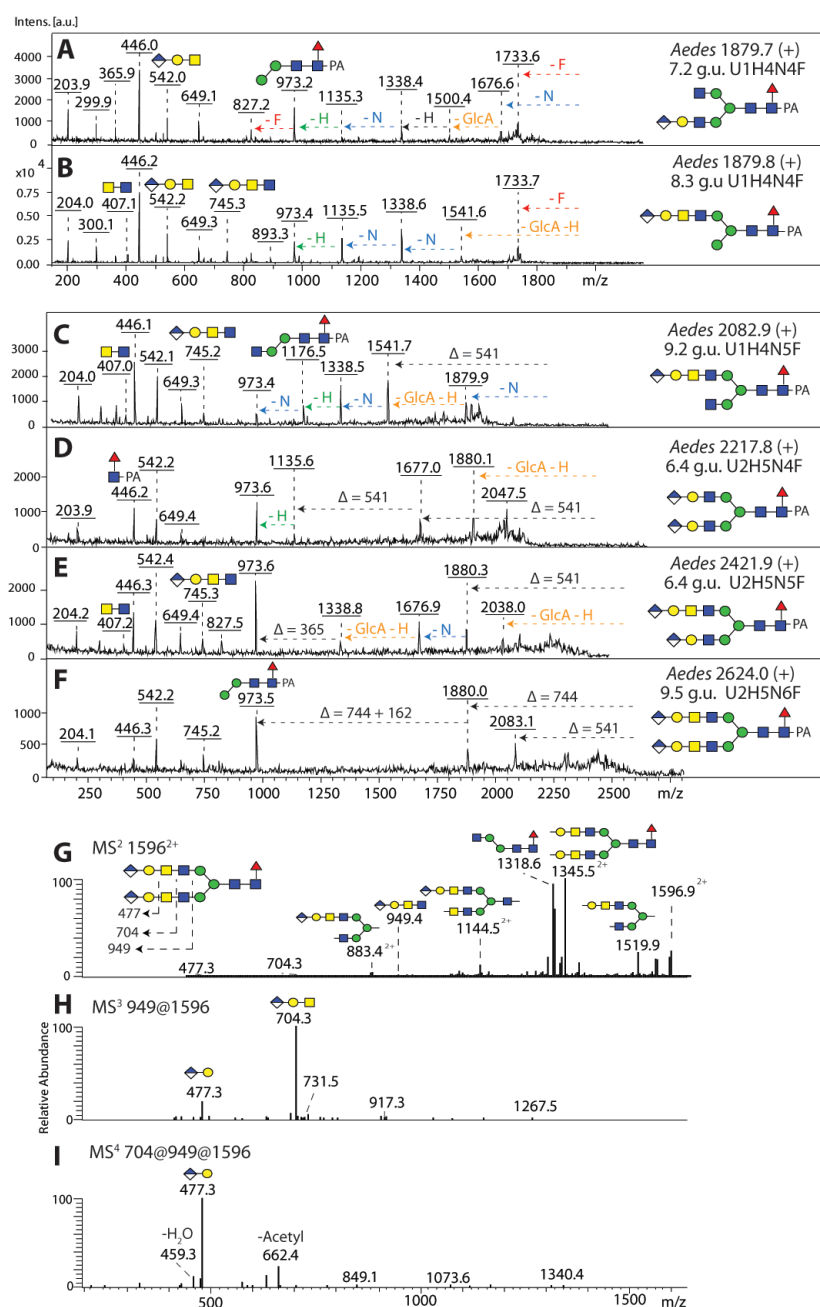 Intens. [a.u.]
A
4000
3000
2000
1000
0
203.9
299.9
365.9
446.0
542.0
649.1
827.2
973.2
1135.3
1338.4
1500.4
1676.6
1733.6
PA
- F
- H
- N
- H
- GlcA
- N
- F
Aedes 1879.7 (+)
7.2 g.u. U1H4N4F
PA
B
x10⁴
0.75
0.50
0.25
0.00
204.0
300.1
407.1
446.2
542.2
649.3
745.3
893.3
973.4
1135.5
1338.6
1541.6
1733.7
- H
- N
- N
- GlcA -H
- F
Aedes 1879.8 (+)
8.3 g.u U1H4N4F
PA
200 400 600 800 1000 1200 1400 1600 1800 m/z
C
3000
2000
1000
0
204.0
407.0
446.1
542.1
649.3
745.2
973.4
1176.5
1338.5
1541.7
1879.9
PA
- N
- H
- N
- GlcA - H
- N
Δ = 541
Aedes 2082.9 (+)
9.2 g.u. U1H4N5F
PA
D
2000
1000
0
203.9
446.2
542.2
649.4
973.6
1135.6
1677.0
1880.1
2047.5
PA
- H
Δ = 541
Δ = 541
- GlcA - H
Aedes 2217.8 (+)
6.4 g.u. U2H5N4F
PA
E
2000
1000
0
204.2
407.2
446.3
542.4
649.4
745.3
827.5
973.6
1338.8
1676.9
1880.3
2038.0
Δ = 365
- GlcA - H
- N
Δ = 541
- GlcA - H
Aedes 2421.9 (+)
6.4 g.u. U2H5N5F
PA
F
1000
500
0
204.1
446.3
542.2
745.2
973.5
1880.0
2083.1
PA
Δ = 744 + 162
Δ = 744
Δ = 541
Aedes 2624.0 (+)
9.5 g.u. U2H5N6F
PA
250 500 750 1000 1250 1500 1750 2000 2250 2500 m/z
G MS² 1596²⁺
100
0
477
704
949
477.3
704.3
883.4²⁺
949.4
1144.5²⁺
1318.6
1345.5²⁺
1519.9
1596.9²⁺
H MS³ 949@1596
Relative Abundance
100
0
477.3
704.3
731.5
917.3
1267.5
I MS⁴ 704@949@1596
100
0
-H₂O
459.3
477.3
-Acetyl
662.4
849.1
1073.6
1340.4
500 1000 1500 m/z